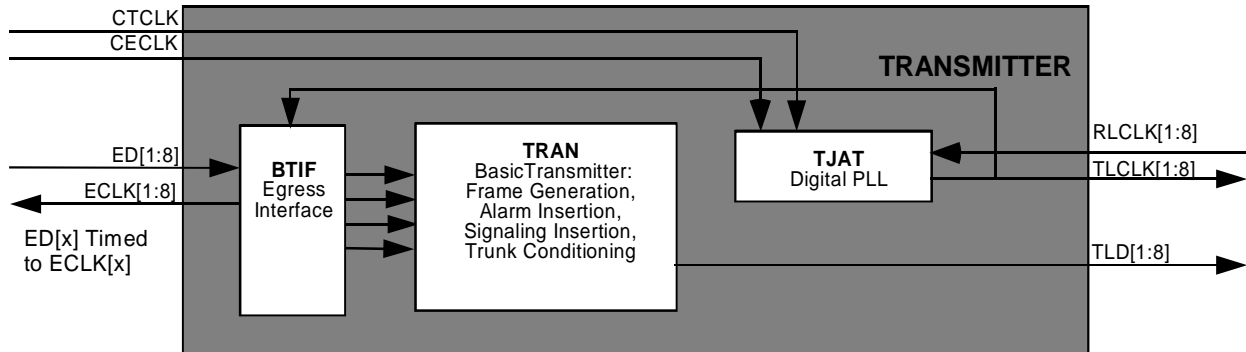 CTCLK
CECLK
TRANSMITTER
ED[1:8]
ECLK[1:8]
ED[x] Timed
to ECLK[x]
BTIF
Egress
Interface
TRAN
BasicTransmitter:
Frame Generation,
Alarm Insertion,
Signaling Insertion,
Trunk Conditioning
TJAT
Digital PLL
RLCLK[1:8]
TLCLK[1:8]
TLD[1:8]